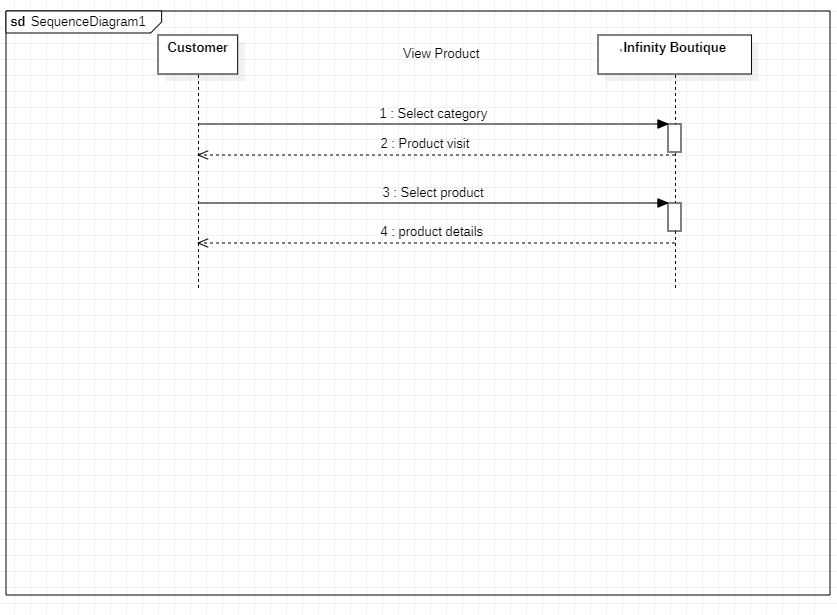 sd SequenceDiagram1
Customer
View Product
,Infinity Boutique
1 : Select category
2 : Product visit
3 : Select product
4 : product details